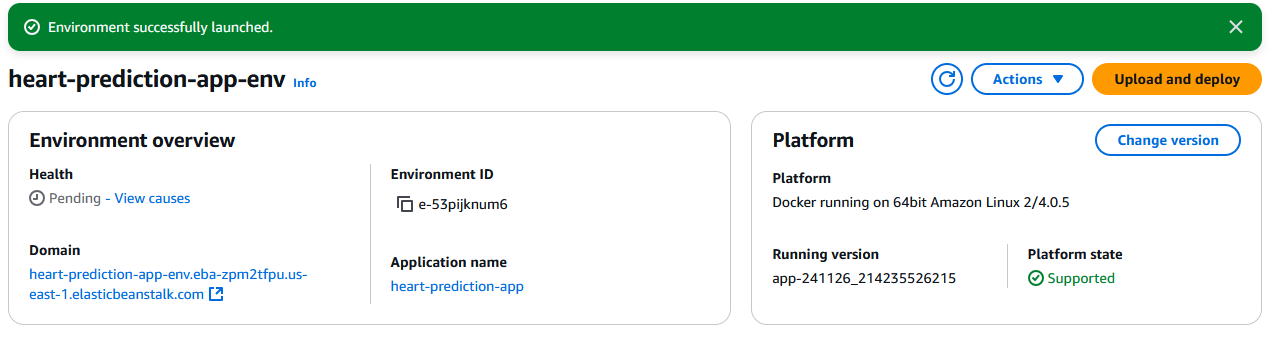 Environment successfully launched.
heart-prediction-app-env Info
Actions
Upload and deploy
Environment overview
Health
Pending - View causes
Environment ID
e-53pijknum6
Domain
heart-prediction-app-env.eba-zpm2tfpu.us-
east-1.elasticbeanstalk.com
Application name
heart-prediction-app
Platform
Change version
Platform
Docker running on 64bit Amazon Linux 2/4.0.5
Running version
app-241126_214235526215
Platform state
Supported